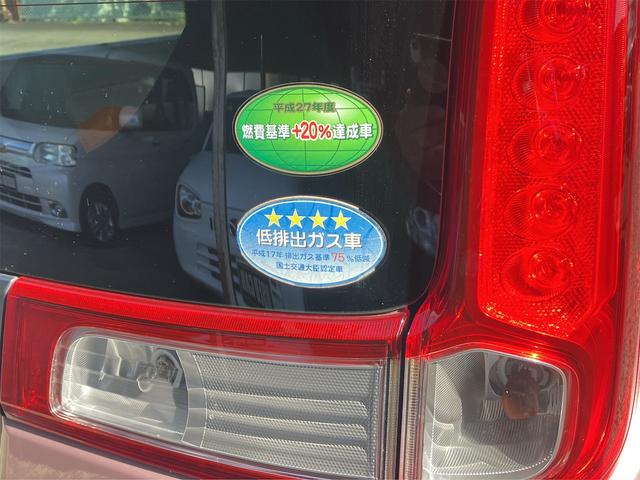 平成27年度
燃費基準+20%達成車
★★★★
低排出ガス車
平成17年排出ガス基準75%低減
国土交通大臣認定車